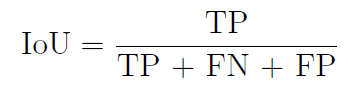 IoU = TP / TP + FN + FP